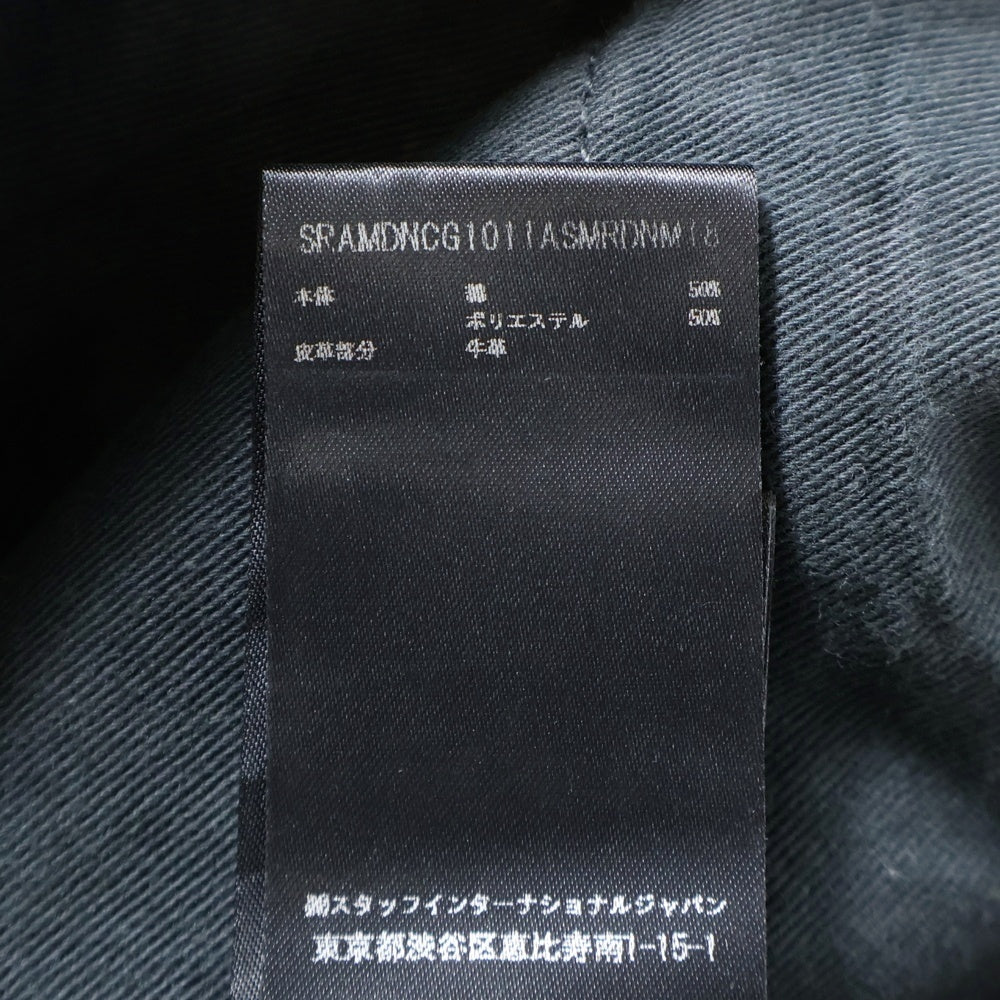 SRAMDNCG1011ASMRDNM18
本体 綿 50%
ポリエステル 50%
皮革部分 牛革
㈱スタッフインターナショナルジャパン
東京都渋谷区恵比寿南1-15-1